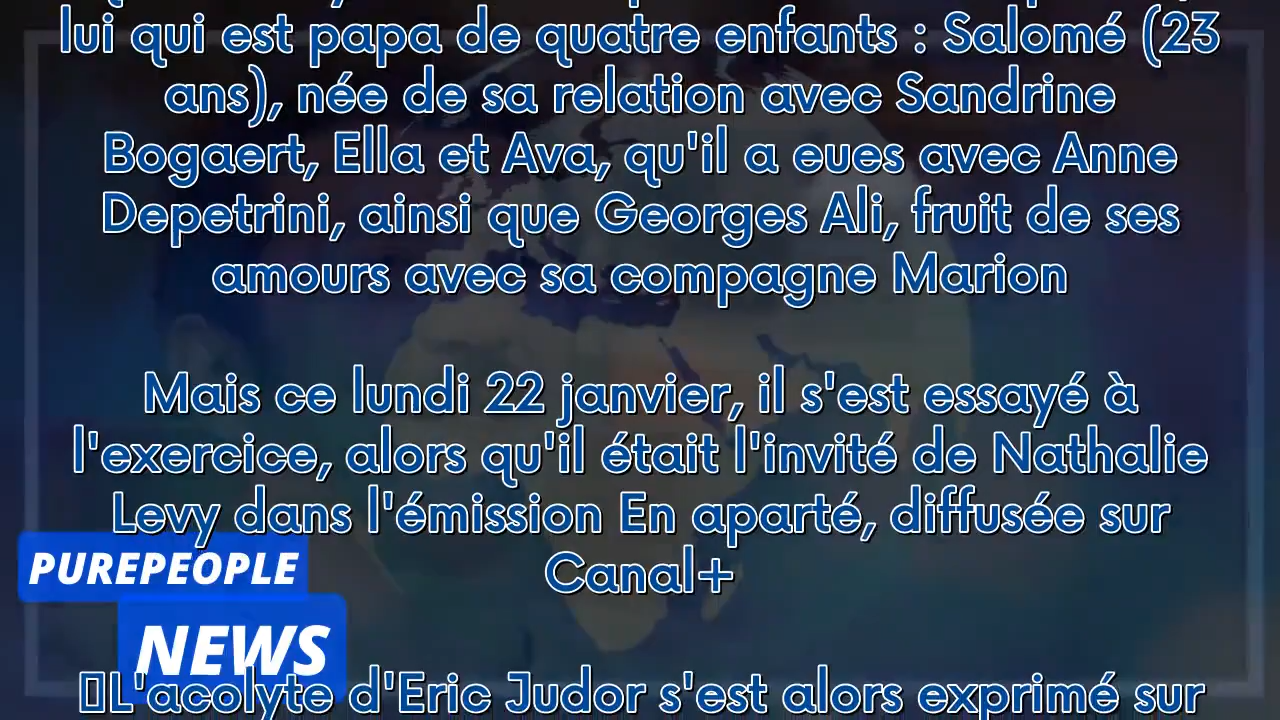 lui qui est papa de quatre enfants : Salomé (23
ans), née de sa relation avec Sandrine
Bogaert, Ella et Ava, qu'il a eues avec Anne
Depetrini, ainsi que Georges Ali, fruit de ses
amours avec sa compagne Marion
Mais ce lundi 22 janvier, il s'est essayé à
l'exercice, alors qu'il était l'invité de Nathalie
Levy dans l'émission En aparté, diffusée sur
Canal+
PUREPEOPLE
NEWS
L'acolyte d'Eric Judor s'est alors exprimé sur